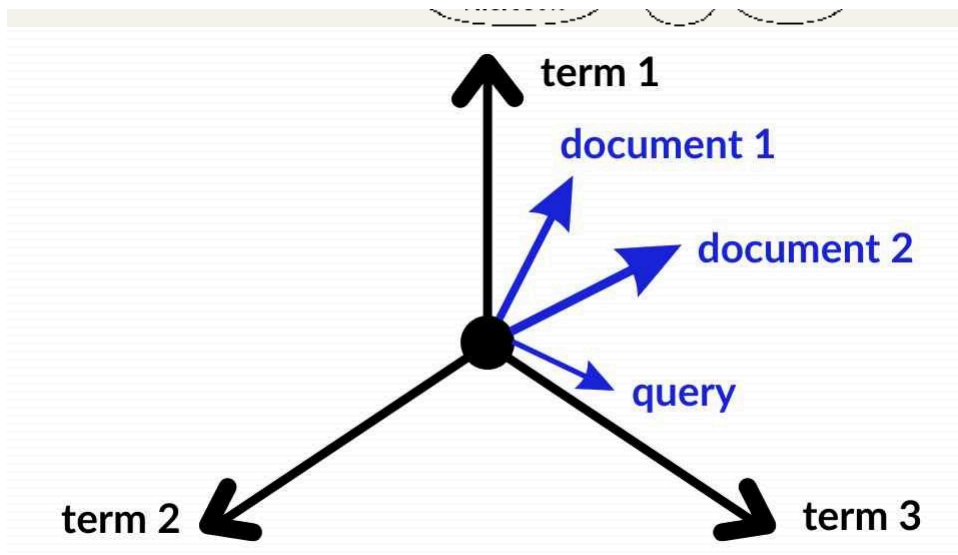 term 1
document 1
document 2
query
term 2
term 3